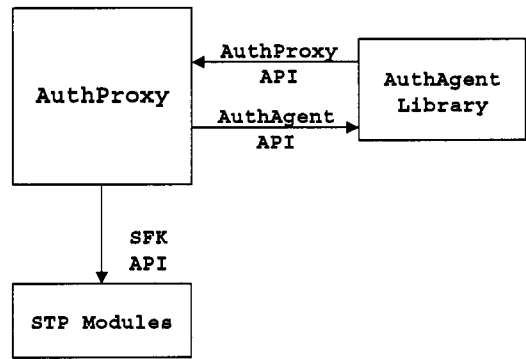 AuthProxy
AuthProxy
API
AuthAgent
API
AuthAgent
Library
SFK
API
STP Modules